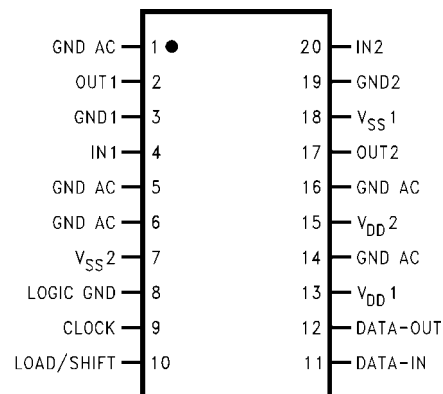 GND AC 1 20 IN2
OUT1 2 19 GND2
GND1 3 18 VSS1
IN1 4 17 OUT2
GND AC 5 16 GND AC
GND AC 6 15 VDD2
VSS2 7 14 GND AC
LOGIC GND 8 13 VDD1
CLOCK 9 12 DATA-OUT
LOAD/SHIFT 10 11 DATA-IN